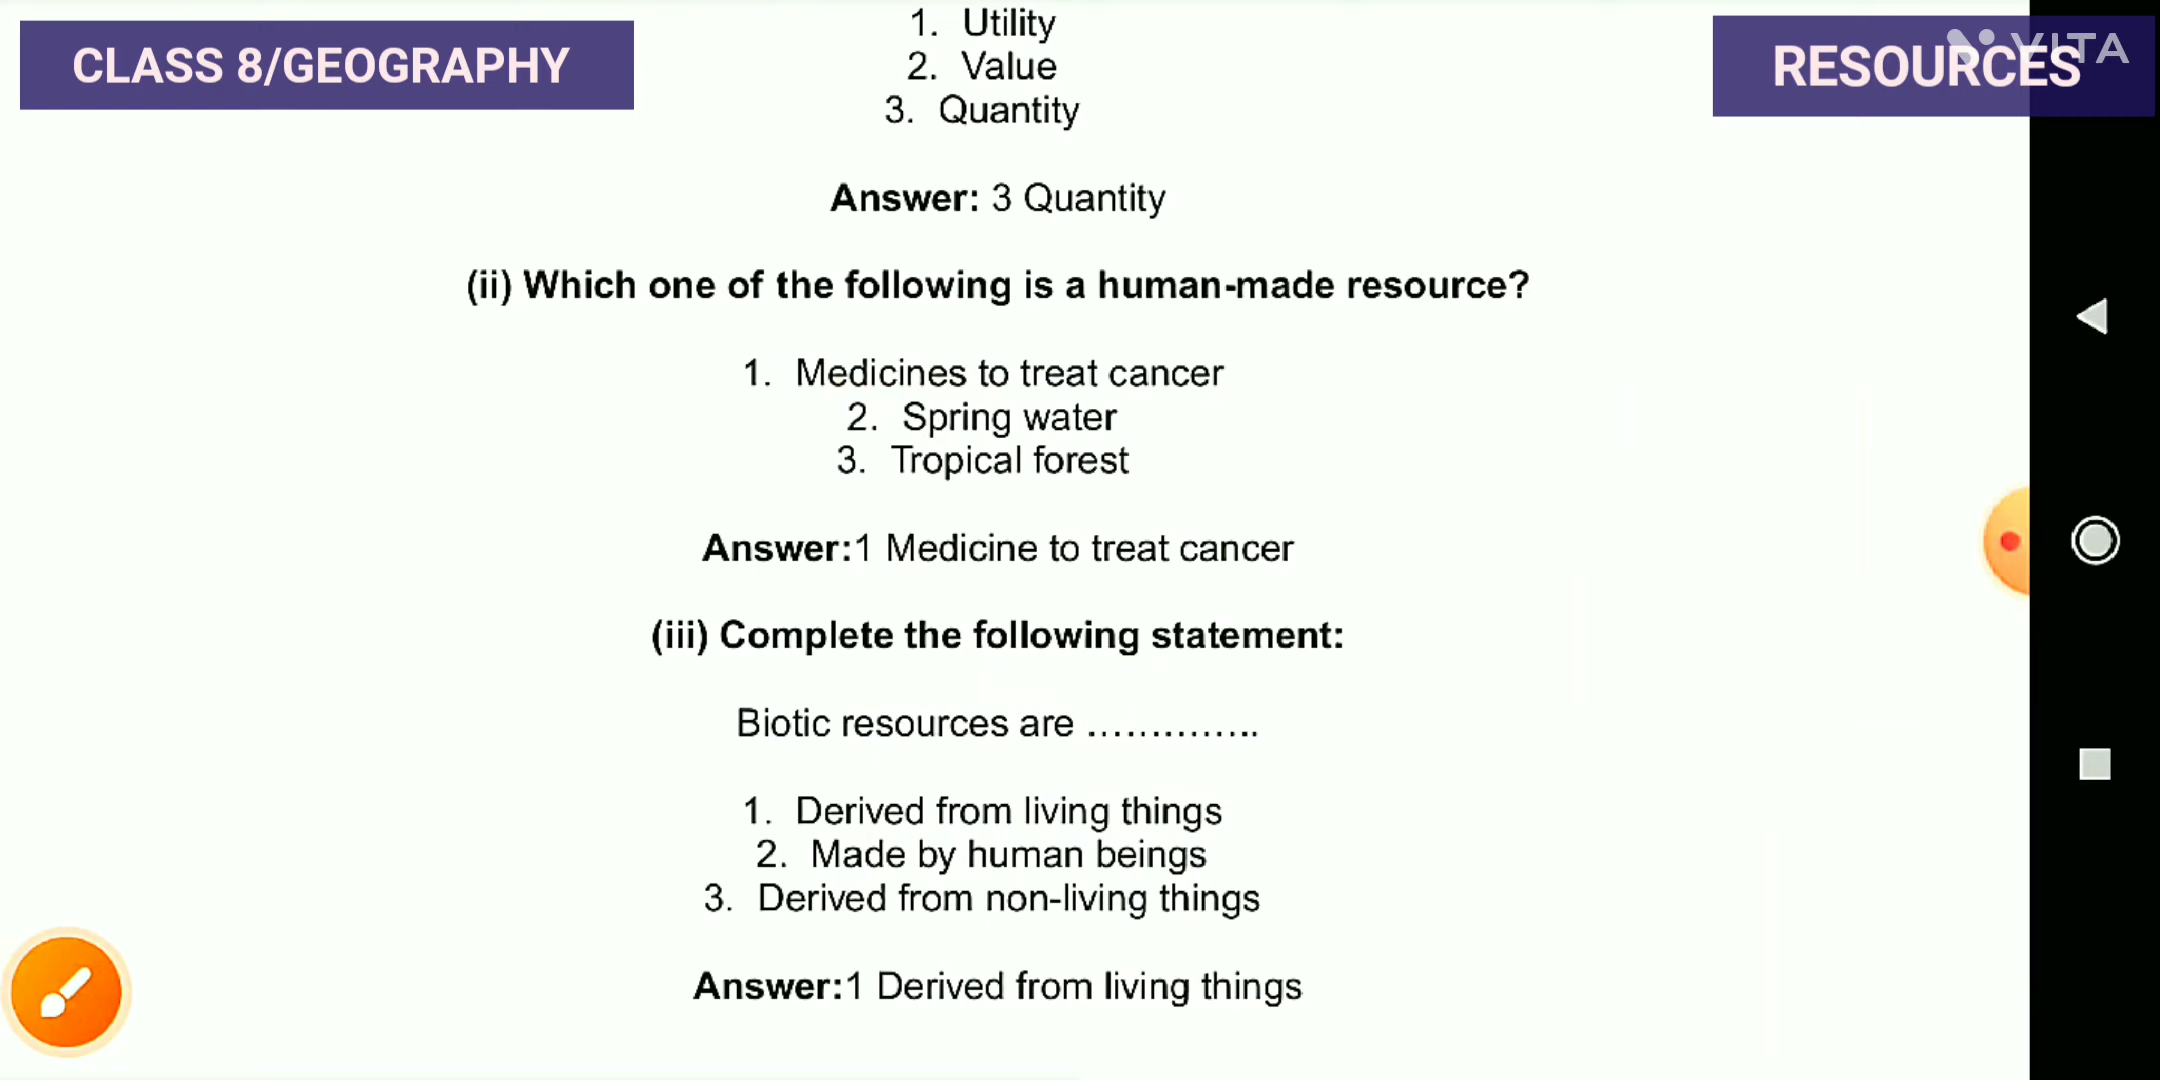 CLASS 8/GEOGRAPHY
RESOURCES
VITA
1. Utility
2. Value
3. Quantity
Answer: 3 Quantity
(ii) Which one of the following is a human-made resource?
1. Medicines to treat cancer
2. Spring water
3. Tropical forest
Answer:1 Medicine to treat cancer
(iii) Complete the following statement:
Biotic resources are ..............
1. Derived from living things
2. Made by human beings
3. Derived from non-living things
Answer:1 Derived from living things